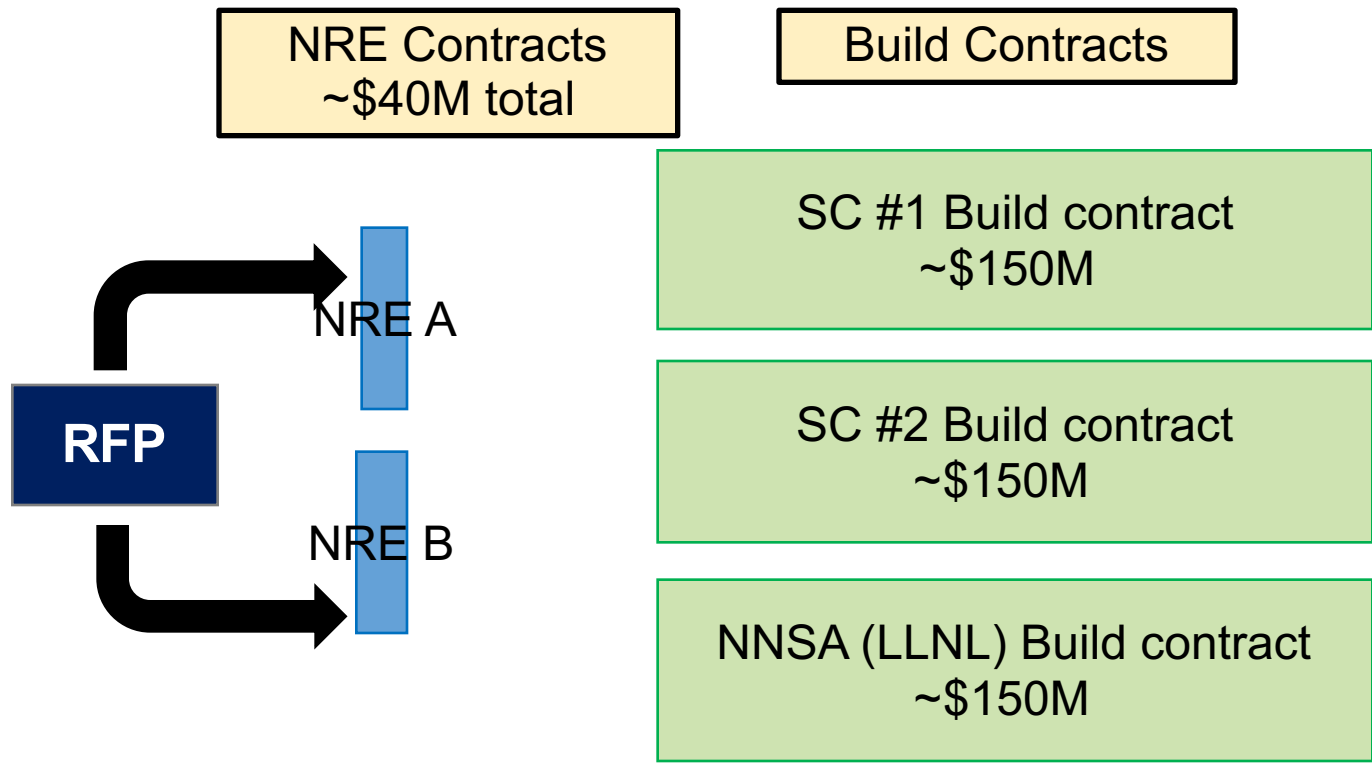 NRE Contracts
~$40M total
Build Contracts
SC #1 Build contract
~$150M
NRE A
RFP
SC #2 Build contract
~$150M
NRE B
NNSA (LLNL) Build contract
~$150M